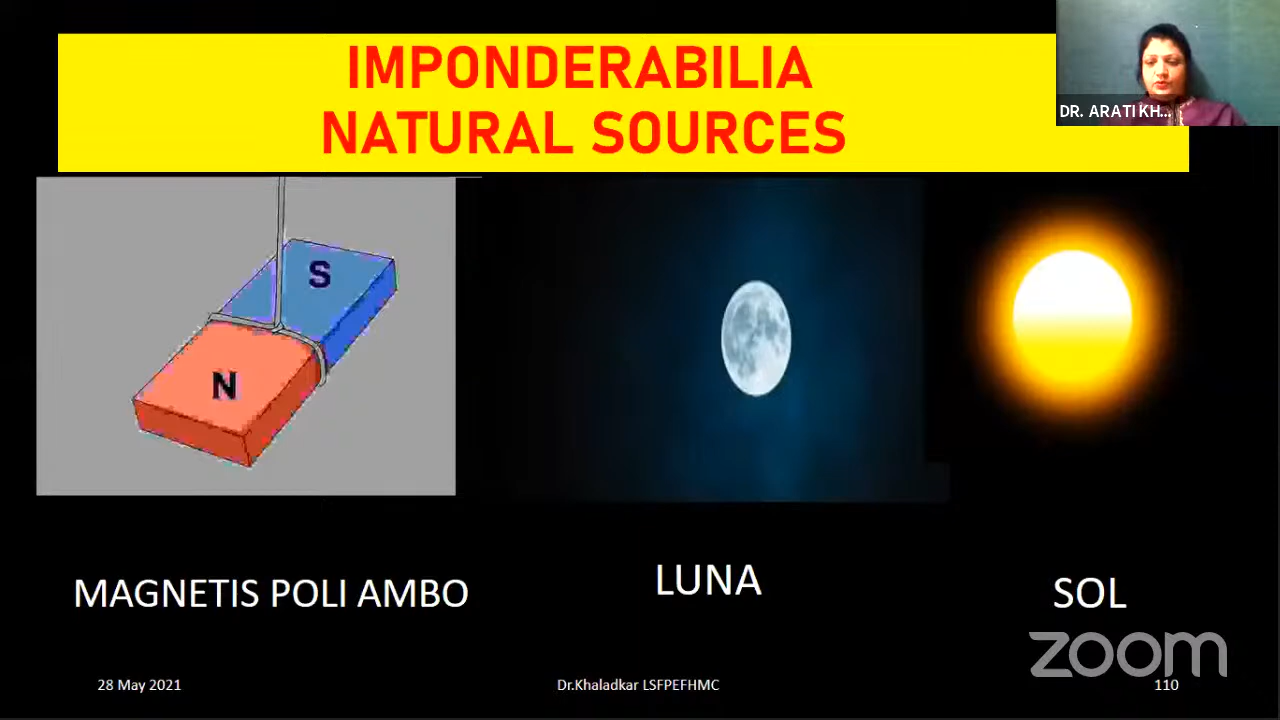 IMPONDERABILIA
NATURAL SOURCES
DR. ARATI KH...
S
N
MAGNETIS POLI AMBO
LUNA
SOL
zoom
28 May 2021
Dr.Khaladkar LSFPEFHMC
110